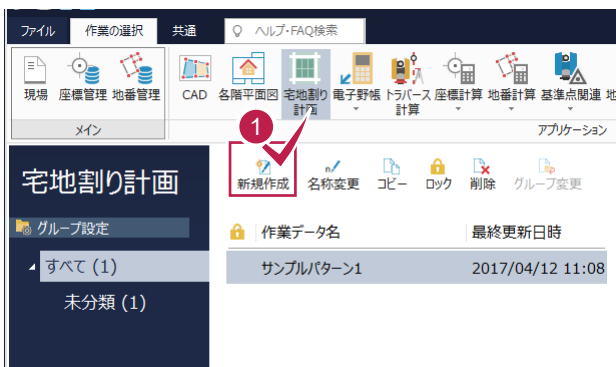 ファイル 作業の選択 共通 ヘルプ・FAQ検索
現場 座標管理 地番管理 CAD 各階平面図 宅地割り計画 電子野帳 トラバース計算 座標計算 地番計算 基準点関連 地
メイン アプリケーション
1
宅地割り計画
新規作成 名称変更 コピー ロック 削除 グループ変更
グループ設定
作業データ名 最終更新日時
すべて (1)
サンプルパターン1 2017/04/12 11:08
未分類 (1)